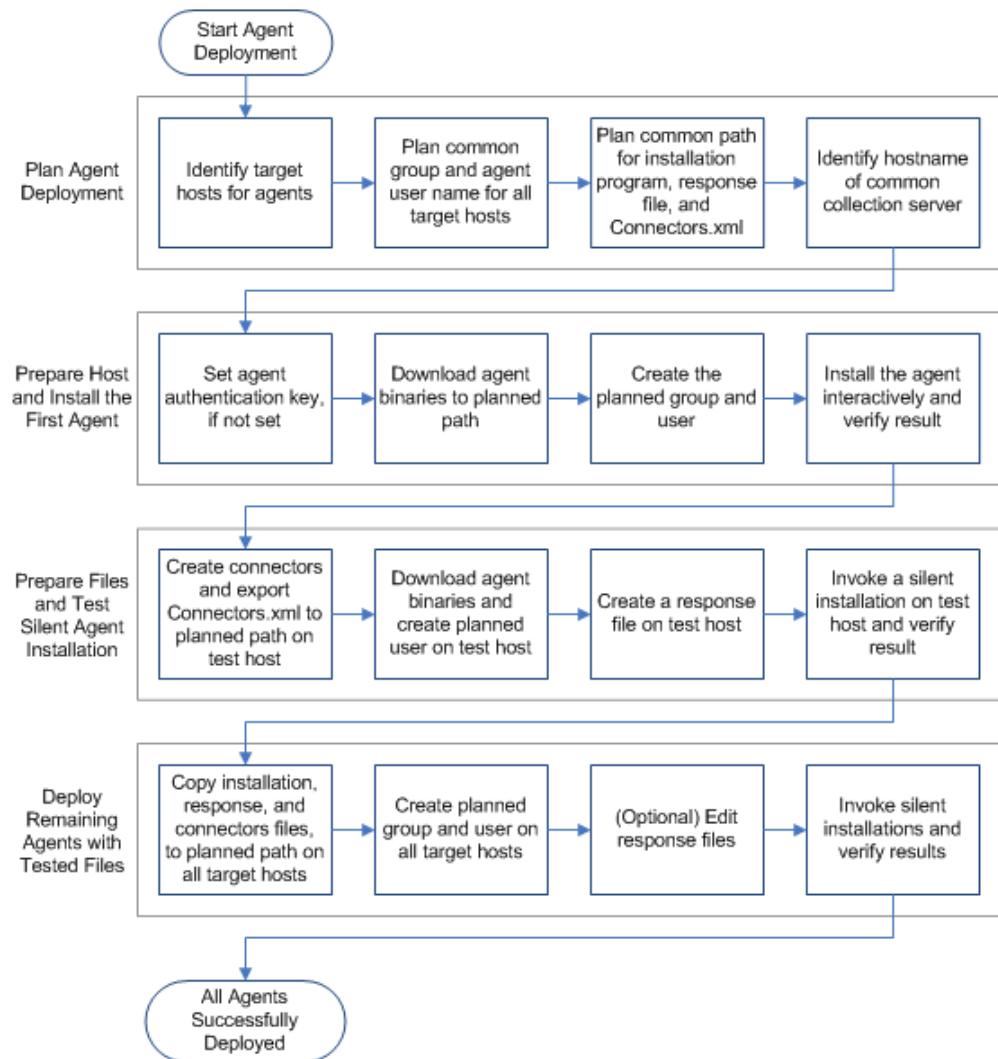 Start Agent
Deployment
Plan Agent
Deployment
Identify target
hosts for agents
Plan common
group and agent
user name for all
target hosts
Plan common path
for installation
program, response
file, and
Connectors.xml
Identify hostname
of common
collection server
Prepare Host
and Install the
First Agent
Set agent
authentication key,
if not set
Download agent
binaries to planned
path
Create the
planned group and
user
Install the agent
interactively and
verify result
Prepare Files
and Test
Silent Agent
Installation
Create connectors
and export
Connectors.xml to
planned path on
test host
Download agent
binaries and
create planned
user on test host
Create a response
file on test host
Invoke a silent
installation on test
host and verify
result
Deploy
Remaining
Agents with
Tested Files
Copy installation,
response, and
connectors files,
to planned path on
all target hosts
Create planned
group and user on
all target hosts
(Optional) Edit
response files
Invoke silent
installations and
verify results
All Agents
Successfully
Deployed